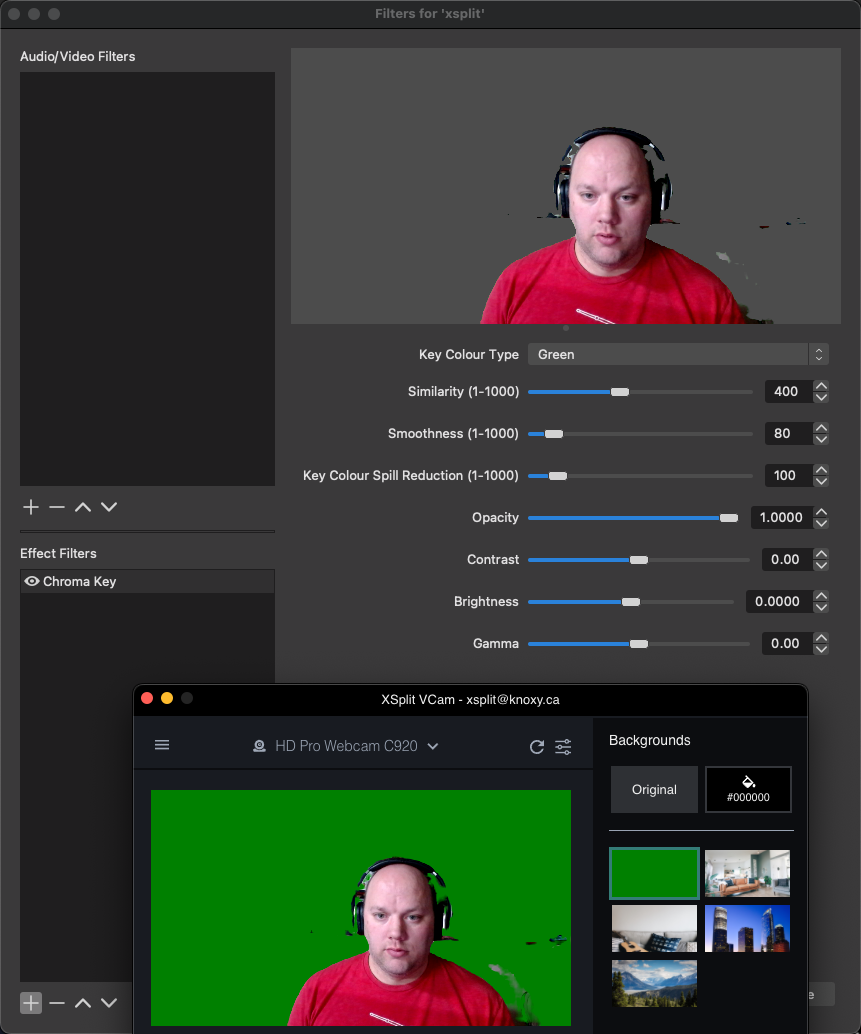 Filters for 'xsplit'
Audio/Video Filters
Key Colour Type Green
Similarity (1-1000) 400
Smoothness (1-1000) 80
Key Colour Spill Reduction (1-1000) 100
Opacity 1.0000
Contrast 0.00
Brightness 0.0000
Gamma 0.00
Effect Filters
Chroma Key
XSplit VCam - xsplit@knoxy.ca
HD Pro Webcam C920
Backgrounds
Original
#000000